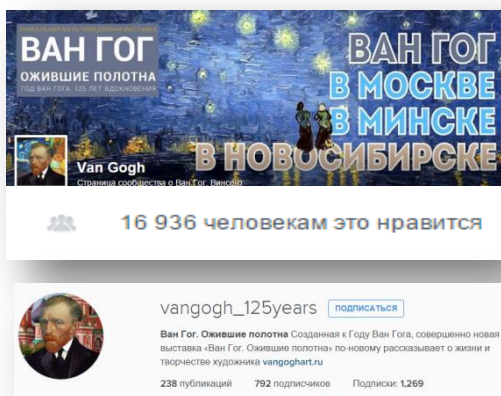 УНИКАЛЬНАЯ МУЛЬТИМЕДИЙНАЯ ВЫСТАВКА
ВАН ГОГ
ОЖИВШИЕ ПОЛОТНА
ГОД ВАН ГОГА. 125 ЛЕТ ВДОХНОВЕНИЯ
ВАН ГОГ
В МОСКВЕ
В МИНСКЕ
В НОВОСИБИРСКЕ
Van Gogh
Страница сообщества о Ван Гог, Винсент
16 936 человекам это нравится
vangogh_125years ПОДПИСАТЬСЯ
Ван Гог. Ожившие полотна Созданная к Году Ван Гога, совершенно новая
выставка «Ван Гог. Ожившие полотна» по-новому рассказывает о жизни и
творчестве художника vangoghart.ru
238 публикаций 792 подписчиков Подписки: 1,269